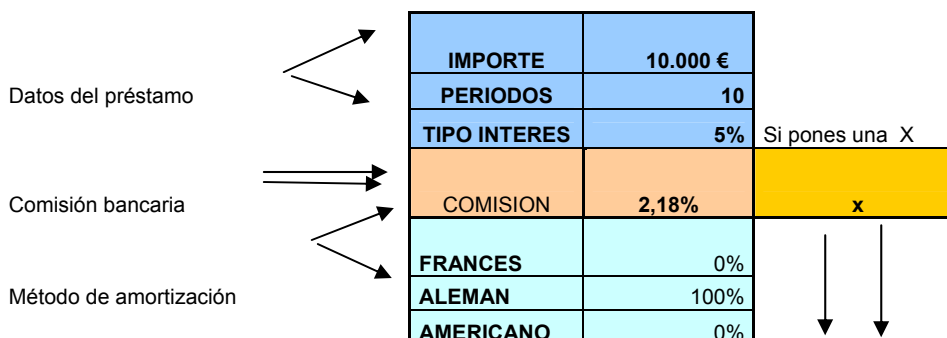 IMPORTE 10.000 €
Datos del préstamo PERIODOS 10
TIPO INTERES 5% Si pones una X
Comisión bancaria COMISION 2,18% x
FRANCES 0%
Método de amortización ALEMAN 100%
AMERICANO 0%